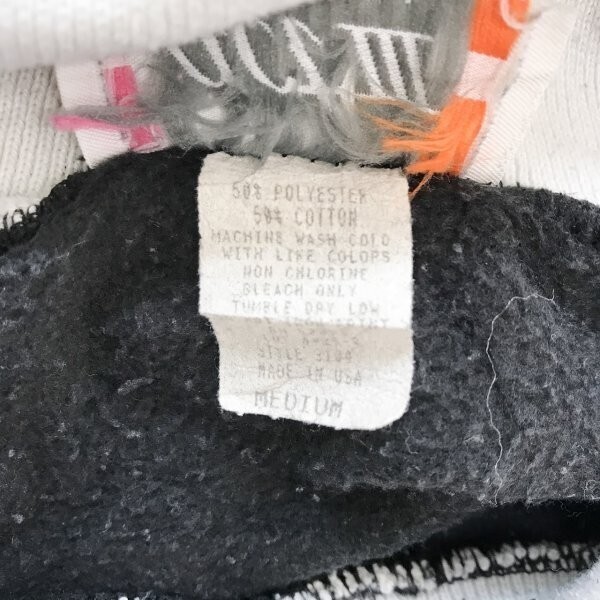 50% POLYESTER
50% COTTON
MACHINE WASH COLD
WITH LIKE COLORS
NON CHLORINE
BLEACH ONLY
TUMBLE DRY LOW
STYLE
MADE IN USA
MEDIUM